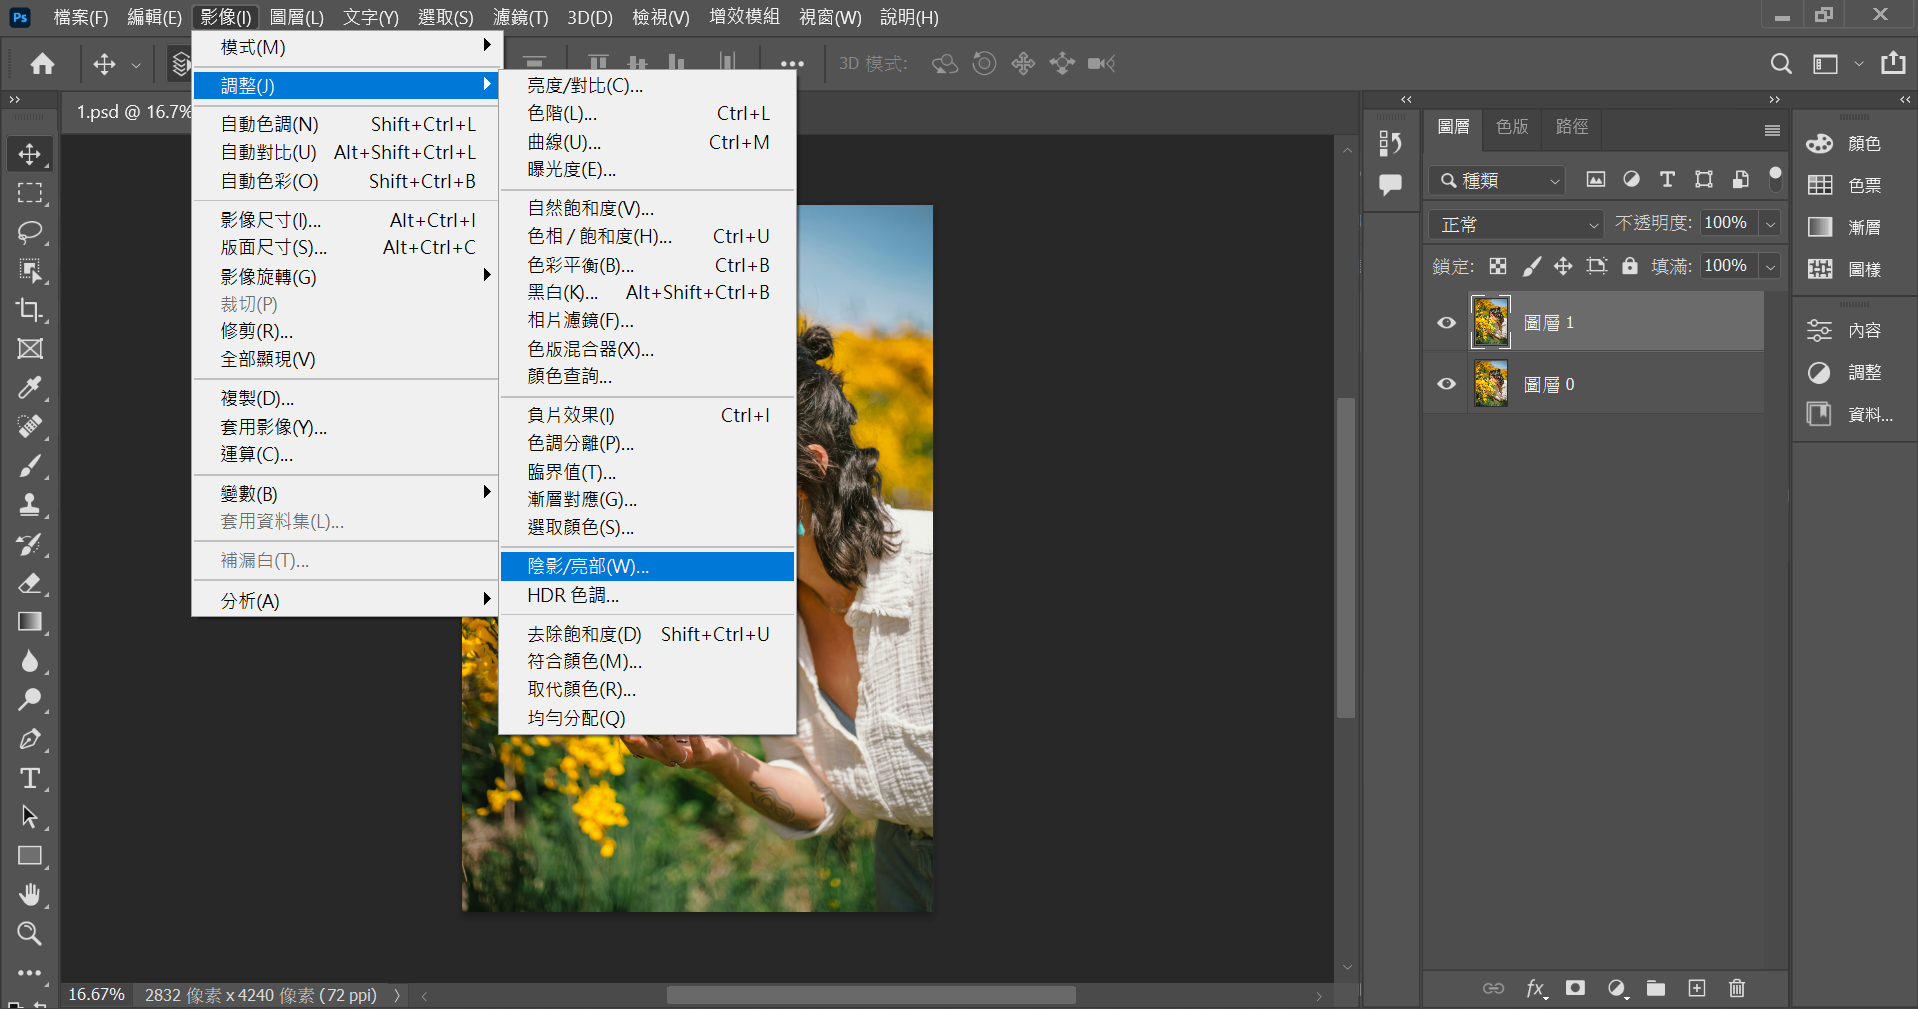 Ps 檔案(F) 編輯(E) 影像(I) 圖層(L) 文字(Y) 選取(S) 濾鏡(T) 3D(D) 檢視(V) 增效模組 視窗(W) 說明(H)
3D 模式:
1.psd @ 16.7%
模式(M)
調整(J)
自動色調(N) Shift+Ctrl+L
自動對比(U) Alt+Shift+Ctrl+L
自動色彩(O) Shift+Ctrl+B
影像尺寸(I)... Alt+Ctrl+I
版面尺寸(S)... Alt+Ctrl+C
影像旋轉(G)
裁切(P)
修剪(R)...
全部顯現(V)
複製(D)...
套用影像(Y)...
運算(C)...
變數(B)
套用資料集(L)...
補漏白(T)...
分析(A)
亮度/對比(C)...
色階(L)... Ctrl+L
曲線(U)... Ctrl+M
曝光度(E)...
自然飽和度(V)...
色相／飽和度(H)... Ctrl+U
色彩平衡(B)... Ctrl+B
黑白(K)... Alt+Shift+Ctrl+B
相片濾鏡(F)...
色版混合器(X)...
顏色查詢...
負片效果(I) Ctrl+I
色調分離(P)...
臨界值(T)...
漸層對應(G)...
選取顏色(S)...
陰影/亮部(W)...
HDR 色調...
去除飽和度(D) Shift+Ctrl+U
符合顏色(M)...
取代顏色(R)...
均勻分配(Q)
圖層 色版 路徑
種類
正常 不透明度: 100%
鎖定: 填滿: 100%
圖層 1
圖層 0
fx
顏色
色票
漸層
圖樣
內容
調整
資料...
16.67% 2832 像素 x 4240 像素 (72 ppi)